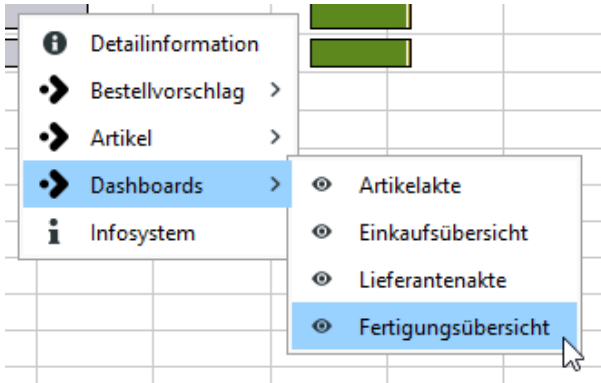 Detailinformation
Bestellvorschlag
Artikel
Dashboards
Infosystem
Artikelakte
Einkaufsübersicht
Lieferantenakte
Fertigungsübersicht